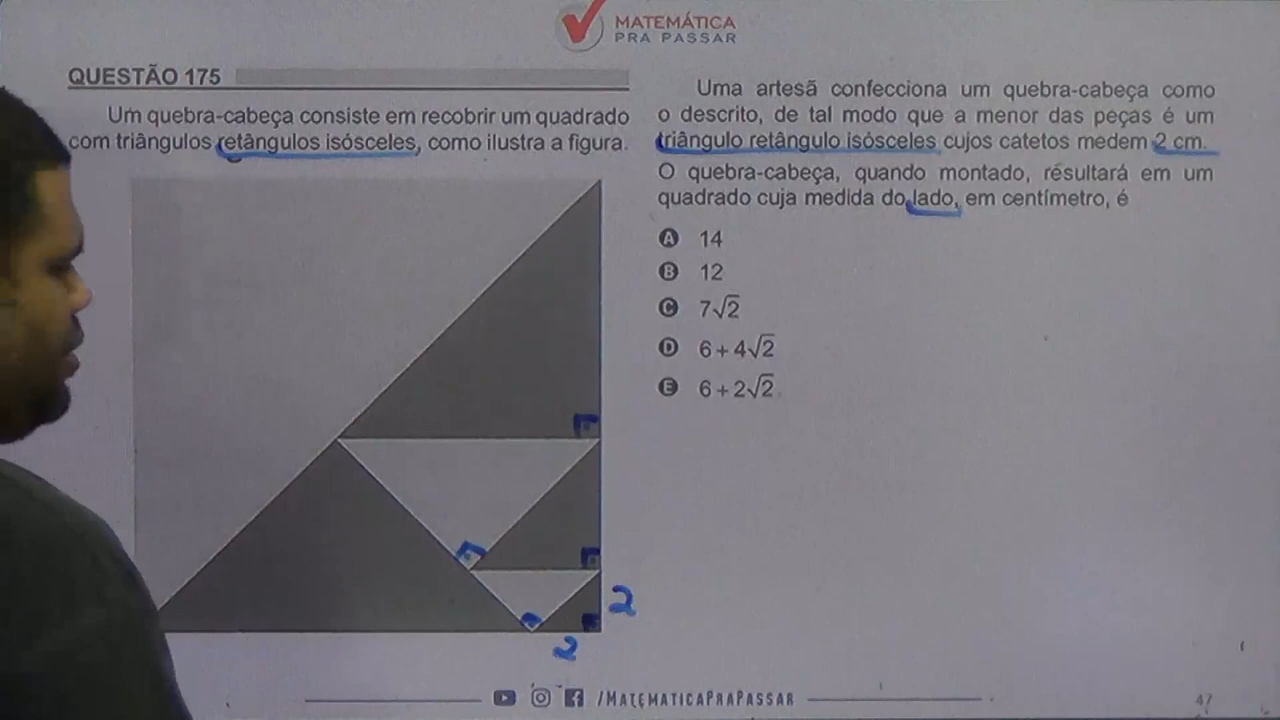 MATEMÁTICA
PRA PASSAR
QUESTÃO 175
Um quebra-cabeça consiste em recobrir um quadrado
com triângulos retângulos isósceles, como ilustra a figura.
2
2
Uma artesã confecciona um quebra-cabeça como
o descrito, de tal modo que a menor das peças é um
triângulo retângulo isósceles cujos catetos medem 2 cm.
O quebra-cabeça, quando montado, resultará em um
quadrado cuja medida do lado, em centímetro, é
A 14
B 12
C 7√2
D 6 + 4√2
E 6 + 2√2
/MATEMATICAPRAPASSAR
47